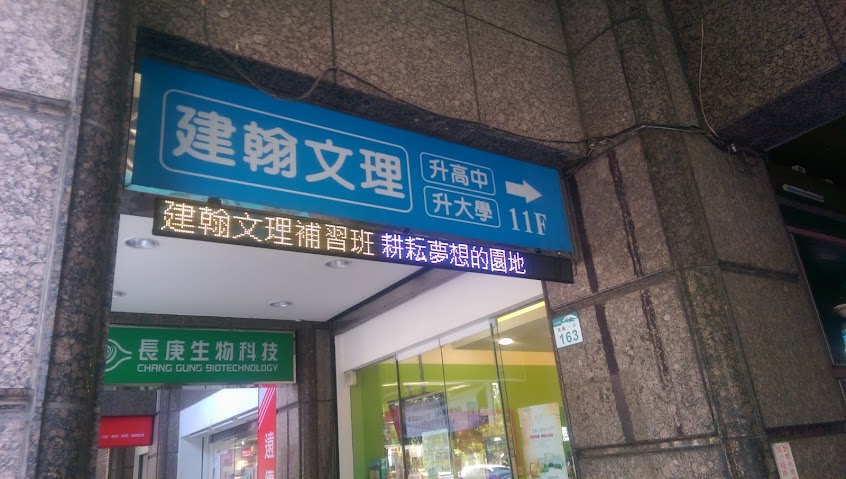 建翰文理
升高中
升大學
11F
建翰文理補習班 耕耘夢想的園地
長庚生物科技
CHANG GUNG BIOTECHNOLOGY
163
遠